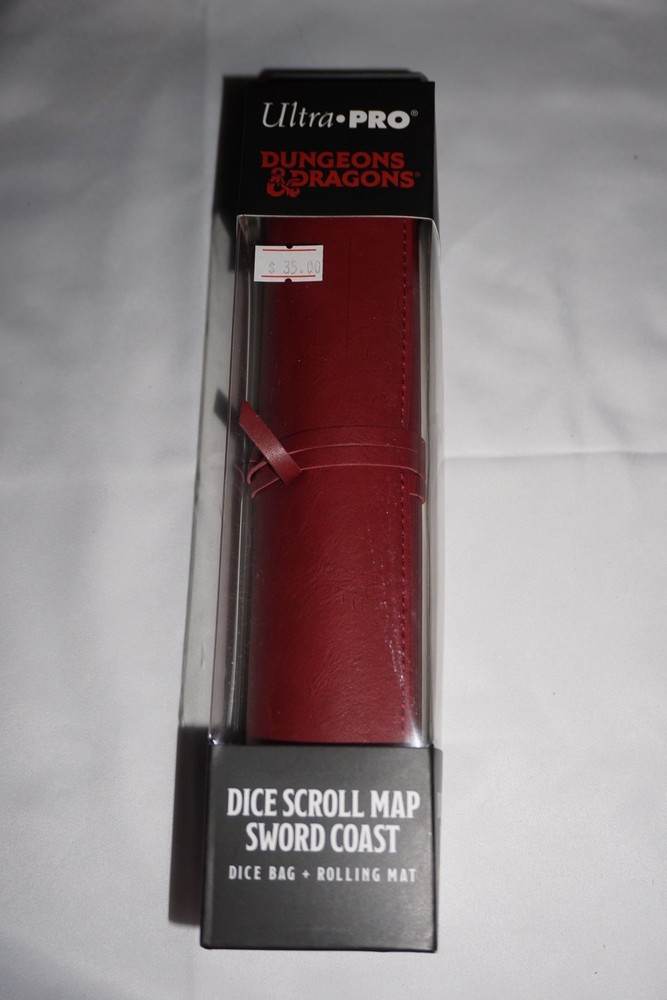 Ultra•PRO®
DUNGEONS
&DRAGONS®
$ 35.00
DICE SCROLL MAP
SWORD COAST
DICE BAG + ROLLING MAT